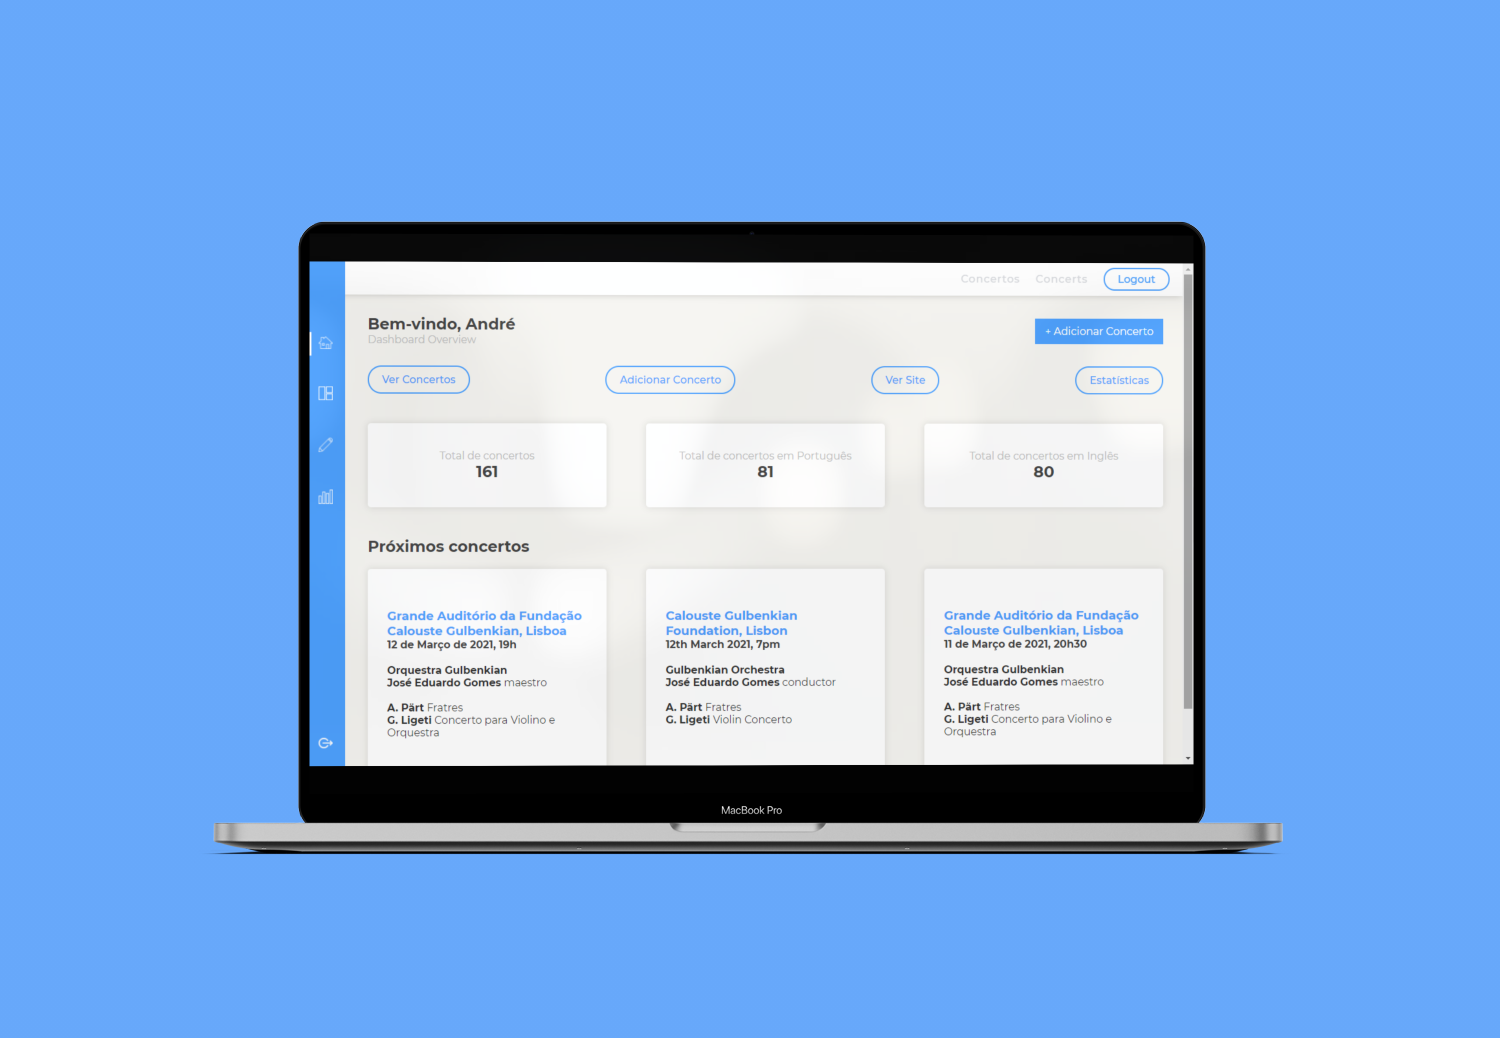 Concertos Concerts Logout
Bem-vindo, André
Dashboard Overview
+ Adicionar Concerto
Ver Concertos Adicionar Concerto Ver Site Estatísticas
Total de concertos
161
Total de concertos em Português
81
Total de concertos em Inglês
80
Próximos concertos
Grande Auditório da Fundação
Calouste Gulbenkian, Lisboa
12 de Março de 2021, 19h
Orquestra Gulbenkian
José Eduardo Gomes maestro
A. Pärt Fratres
G. Ligeti Concerto para Violino e
Orquestra
Calouste Gulbenkian
Foundation, Lisbon
12th March 2021, 7pm
Gulbenkian Orchestra
José Eduardo Gomes conductor
A. Pärt Fratres
G. Ligeti Violin Concerto
Grande Auditório da Fundação
Calouste Gulbenkian, Lisboa
11 de Março de 2021, 20h30
Orquestra Gulbenkian
José Eduardo Gomes maestro
A. Pärt Fratres
G. Ligeti Concerto para Violino e
Orquestra
MacBook Pro